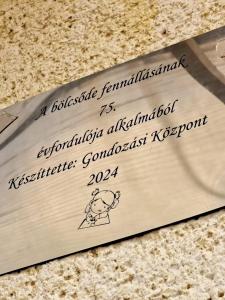 A bölcsőde fennállásának
75.
évfordulója alkalmából
Készíttette: Gondozási Központ
2024